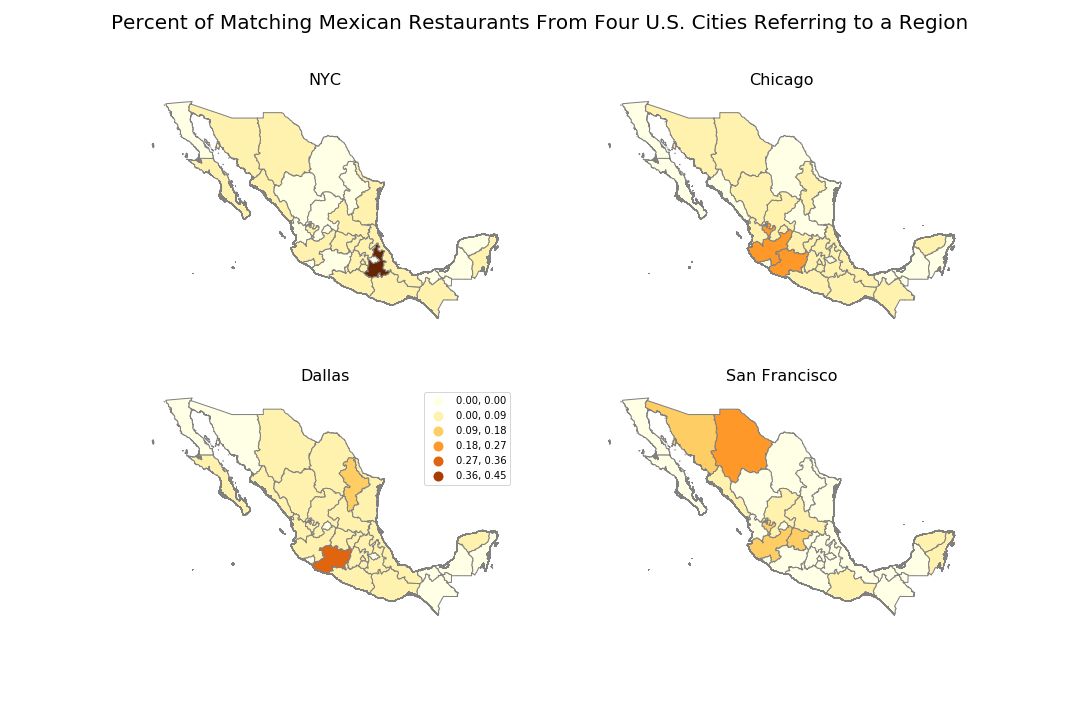 Percent of Matching Mexican Restaurants From Four U.S. Cities Referring to a Region
NYC
Chicago
Dallas
San Francisco
0.00, 0.00
0.00, 0.09
0.09, 0.18
0.18, 0.27
0.27, 0.36
0.36, 0.45